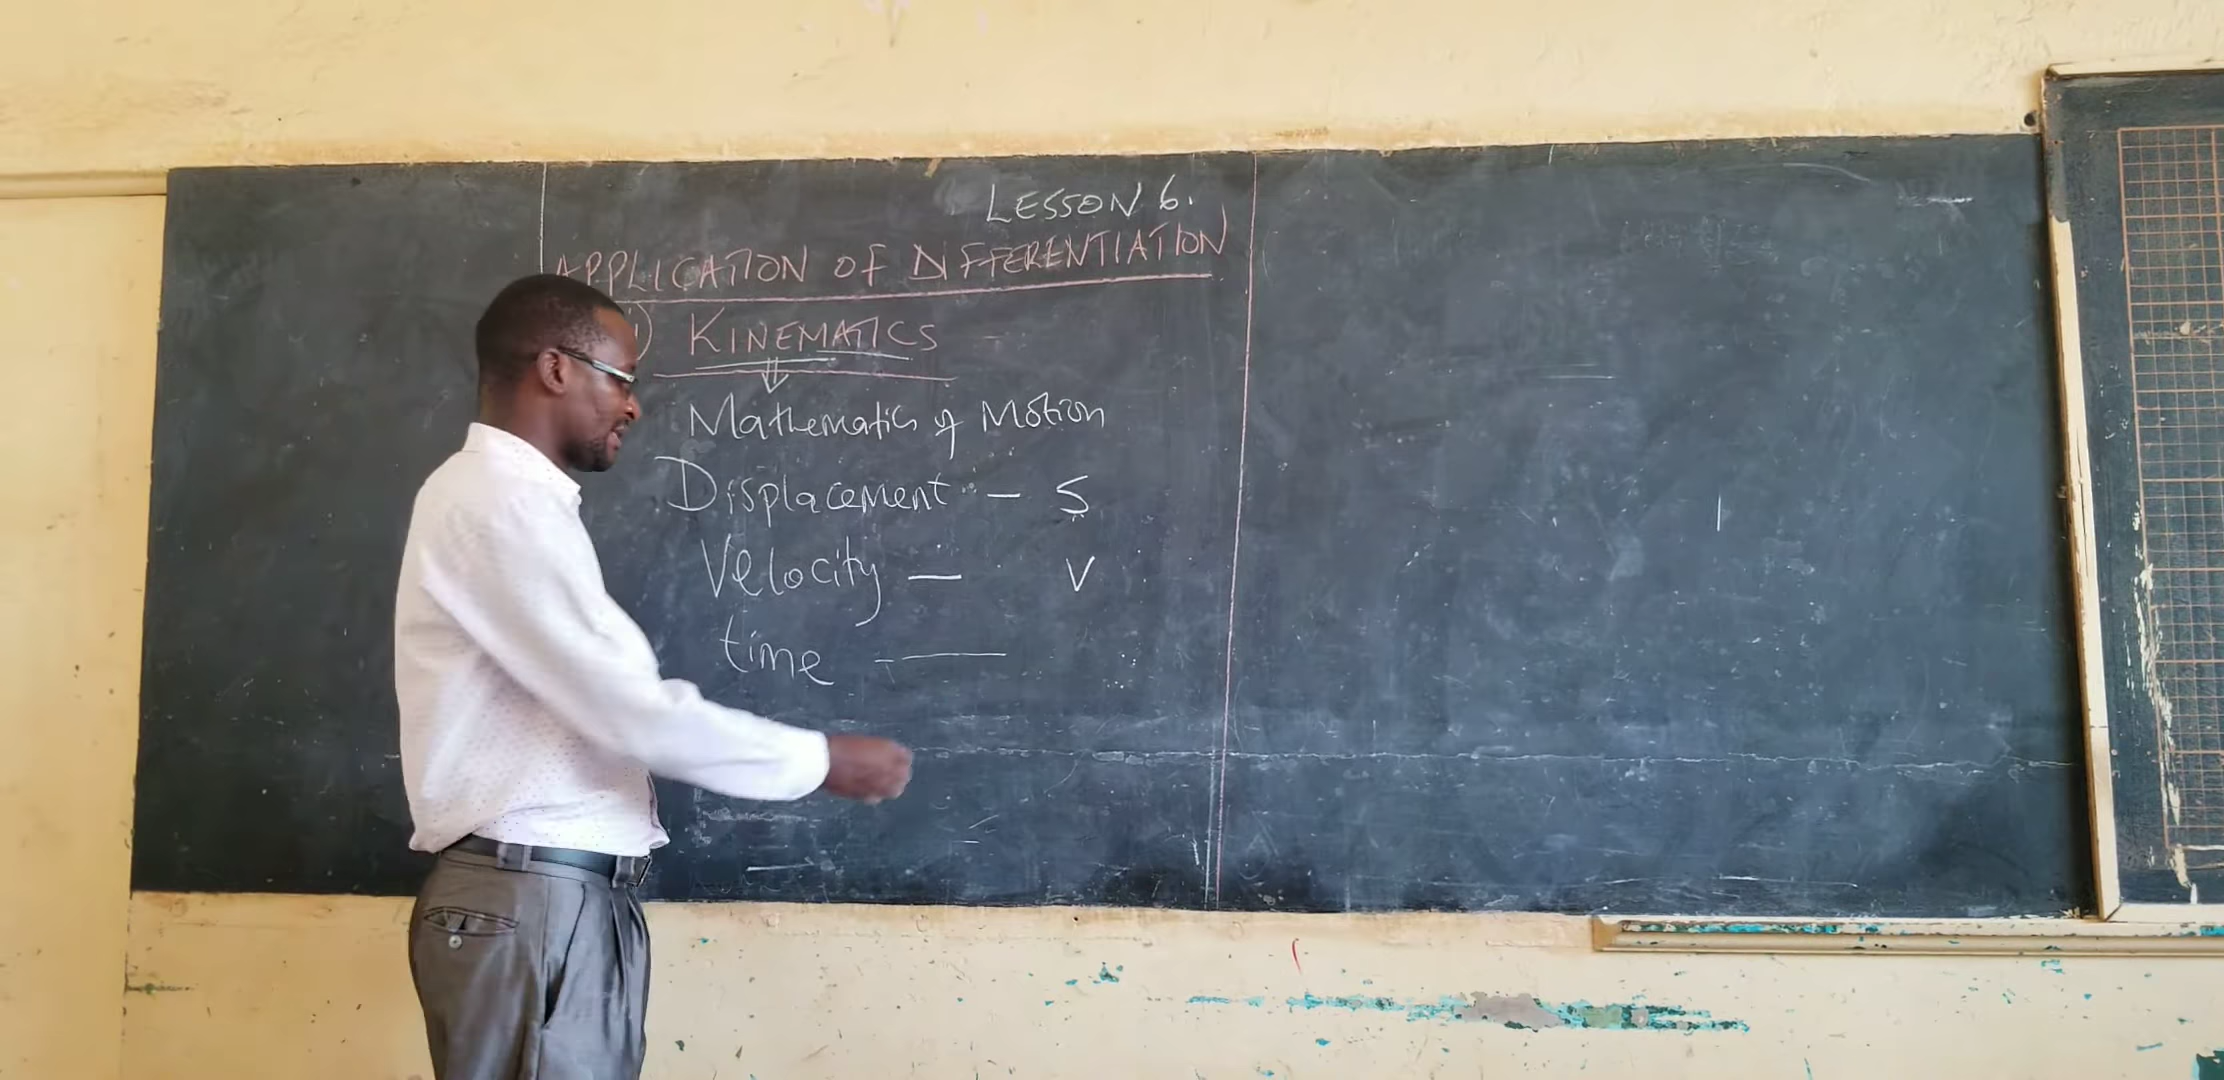 LESSON 6.
APPLICATION OF DIFFERENTIATION
i) KINEMATICS
Mathematics of Motion
Displacement — S
Velocity — V
time —